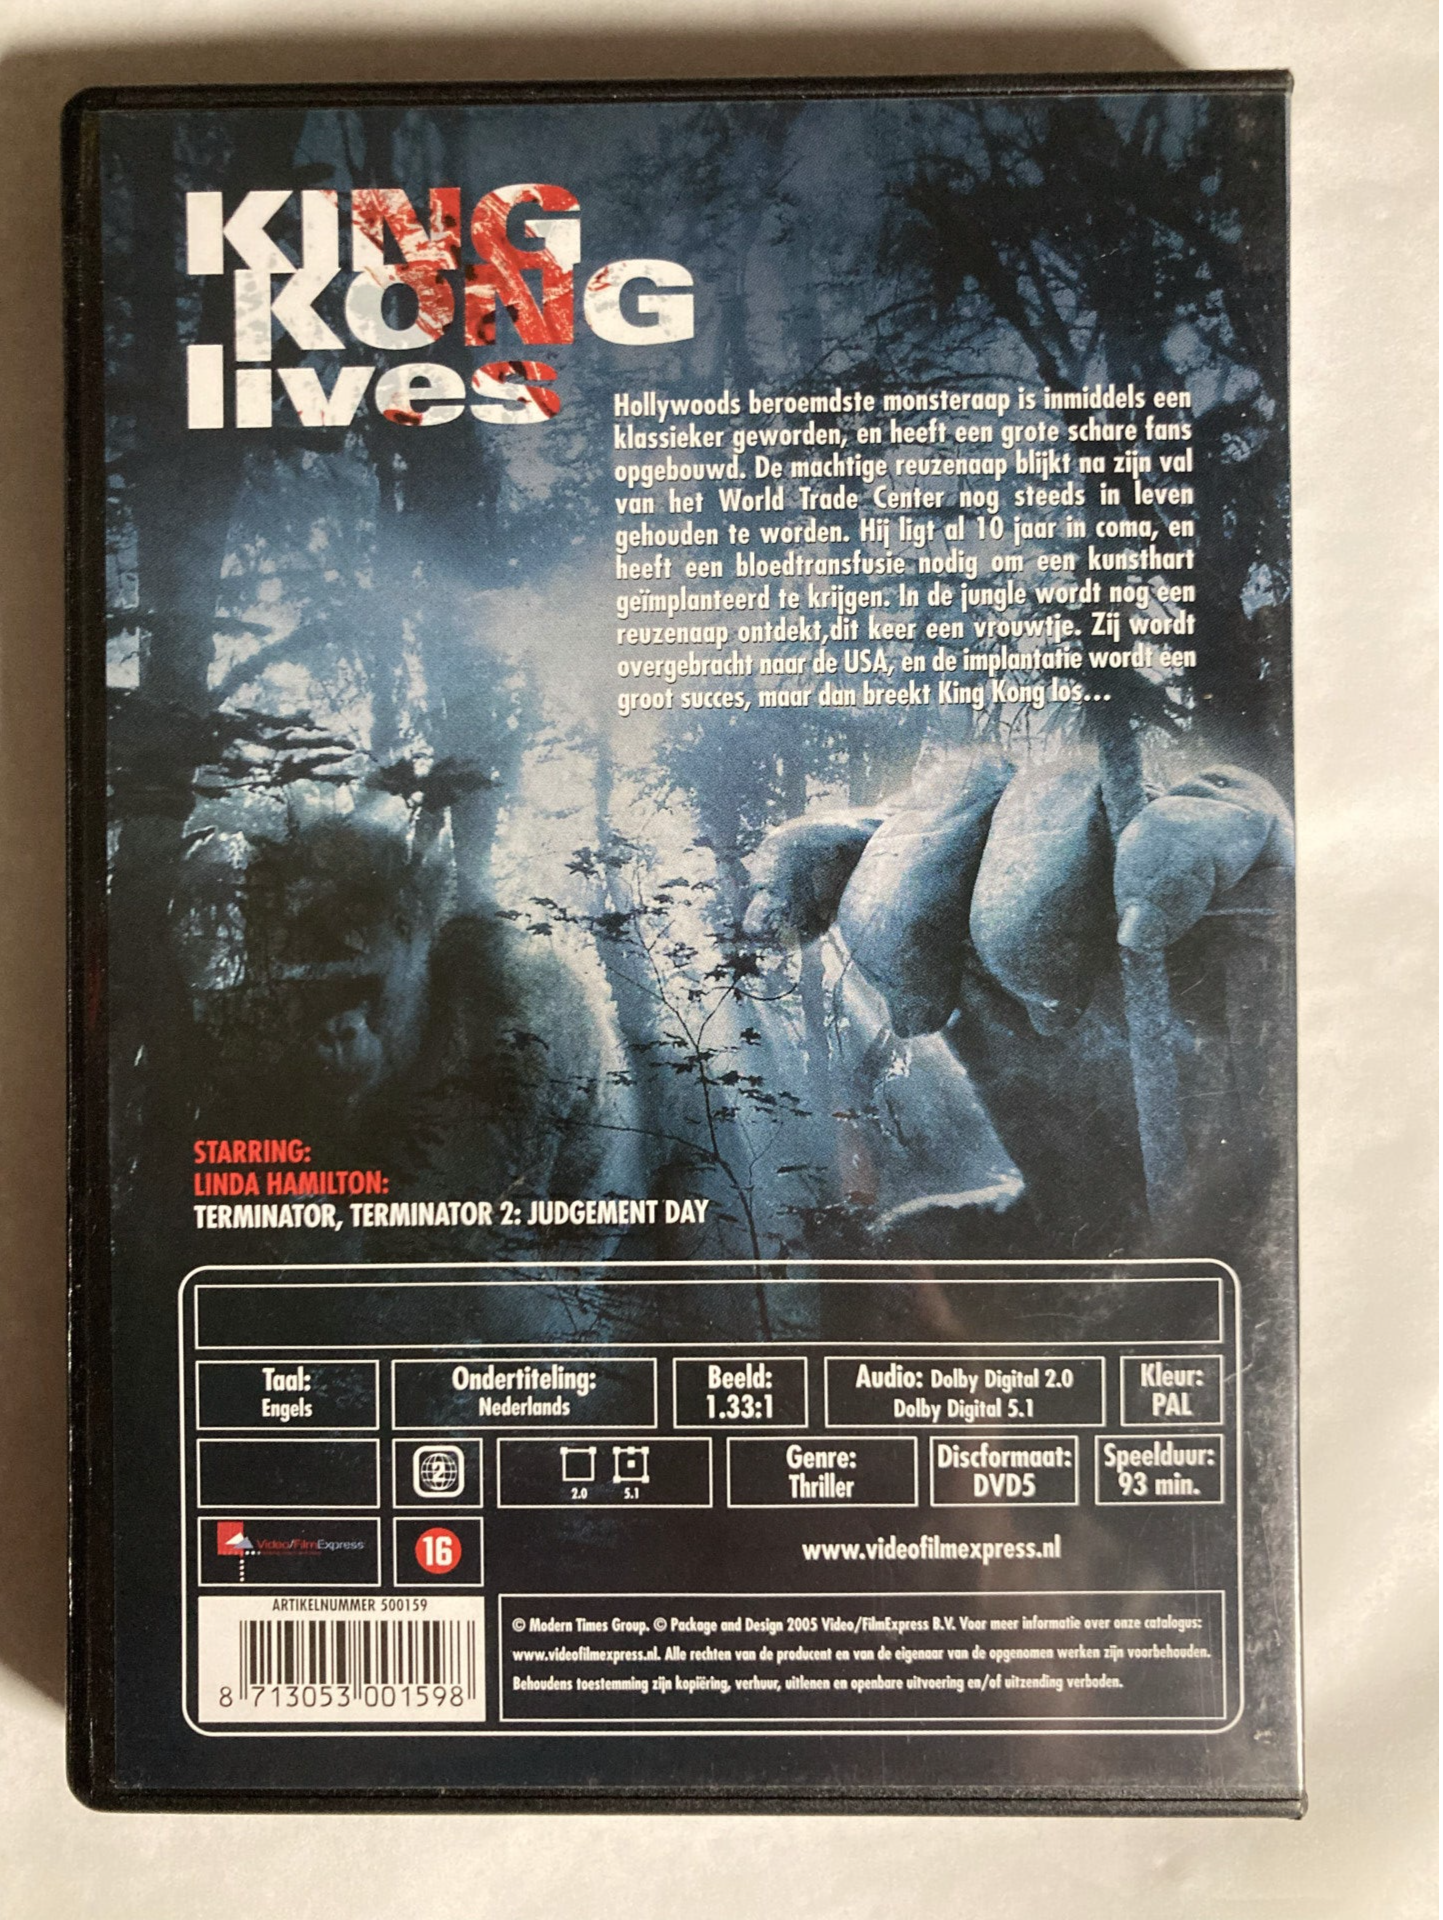 KING
KONG
lives
Hollywoods beroemdste monsteraap is inmiddels een
klassieker geworden, en heeft een grote schare fans
opgebouwd. De machtige reuzenaap blijkt na zijn val
van het World Trade Center nog steeds in leven
gehouden te worden. Hij ligt al 10 jaar in coma, en
heeft een bloedtransfusie nodig om een kunsthart
geïmplanteerd te krijgen. In de jungle wordt nog een
reuzenaap ontdekt,dit keer een vrouwtje. Zij wordt
overgebracht naar de USA, en de implantatie wordt een
groot succes, maar dan breekt King Kong los...
STARRING:
LINDA HAMILTON:
TERMINATOR, TERMINATOR 2: JUDGEMENT DAY
Taal:
Engels
Ondertiteling:
Nederlands
Beeld:
1.33:1
Audio: Dolby Digital 2.0
Dolby Digital 5.1
Kleur:
PAL
2
2.0
5.1
Genre:
Thriller
Discformaat:
DVD5
Speelduur:
93 min.
Video/FilmExpress
16
www.videofilmexpress.nl
ARTIKELNUMMER 500159
8 713053 001598
© Modern Times Group. © Package and Design 2005 Video/FilmExpress B.V. Voor meer informatie over onze catalogus:
www.videofilmexpress.nl. Alle rechten van de producent en van de eigenaar van de opgenomen werken zijn voorbehouden.
Behoudens toestemming zijn kopiëring, verhuur, uitlenen en openbare uitvoering en/of uitzending verboden.